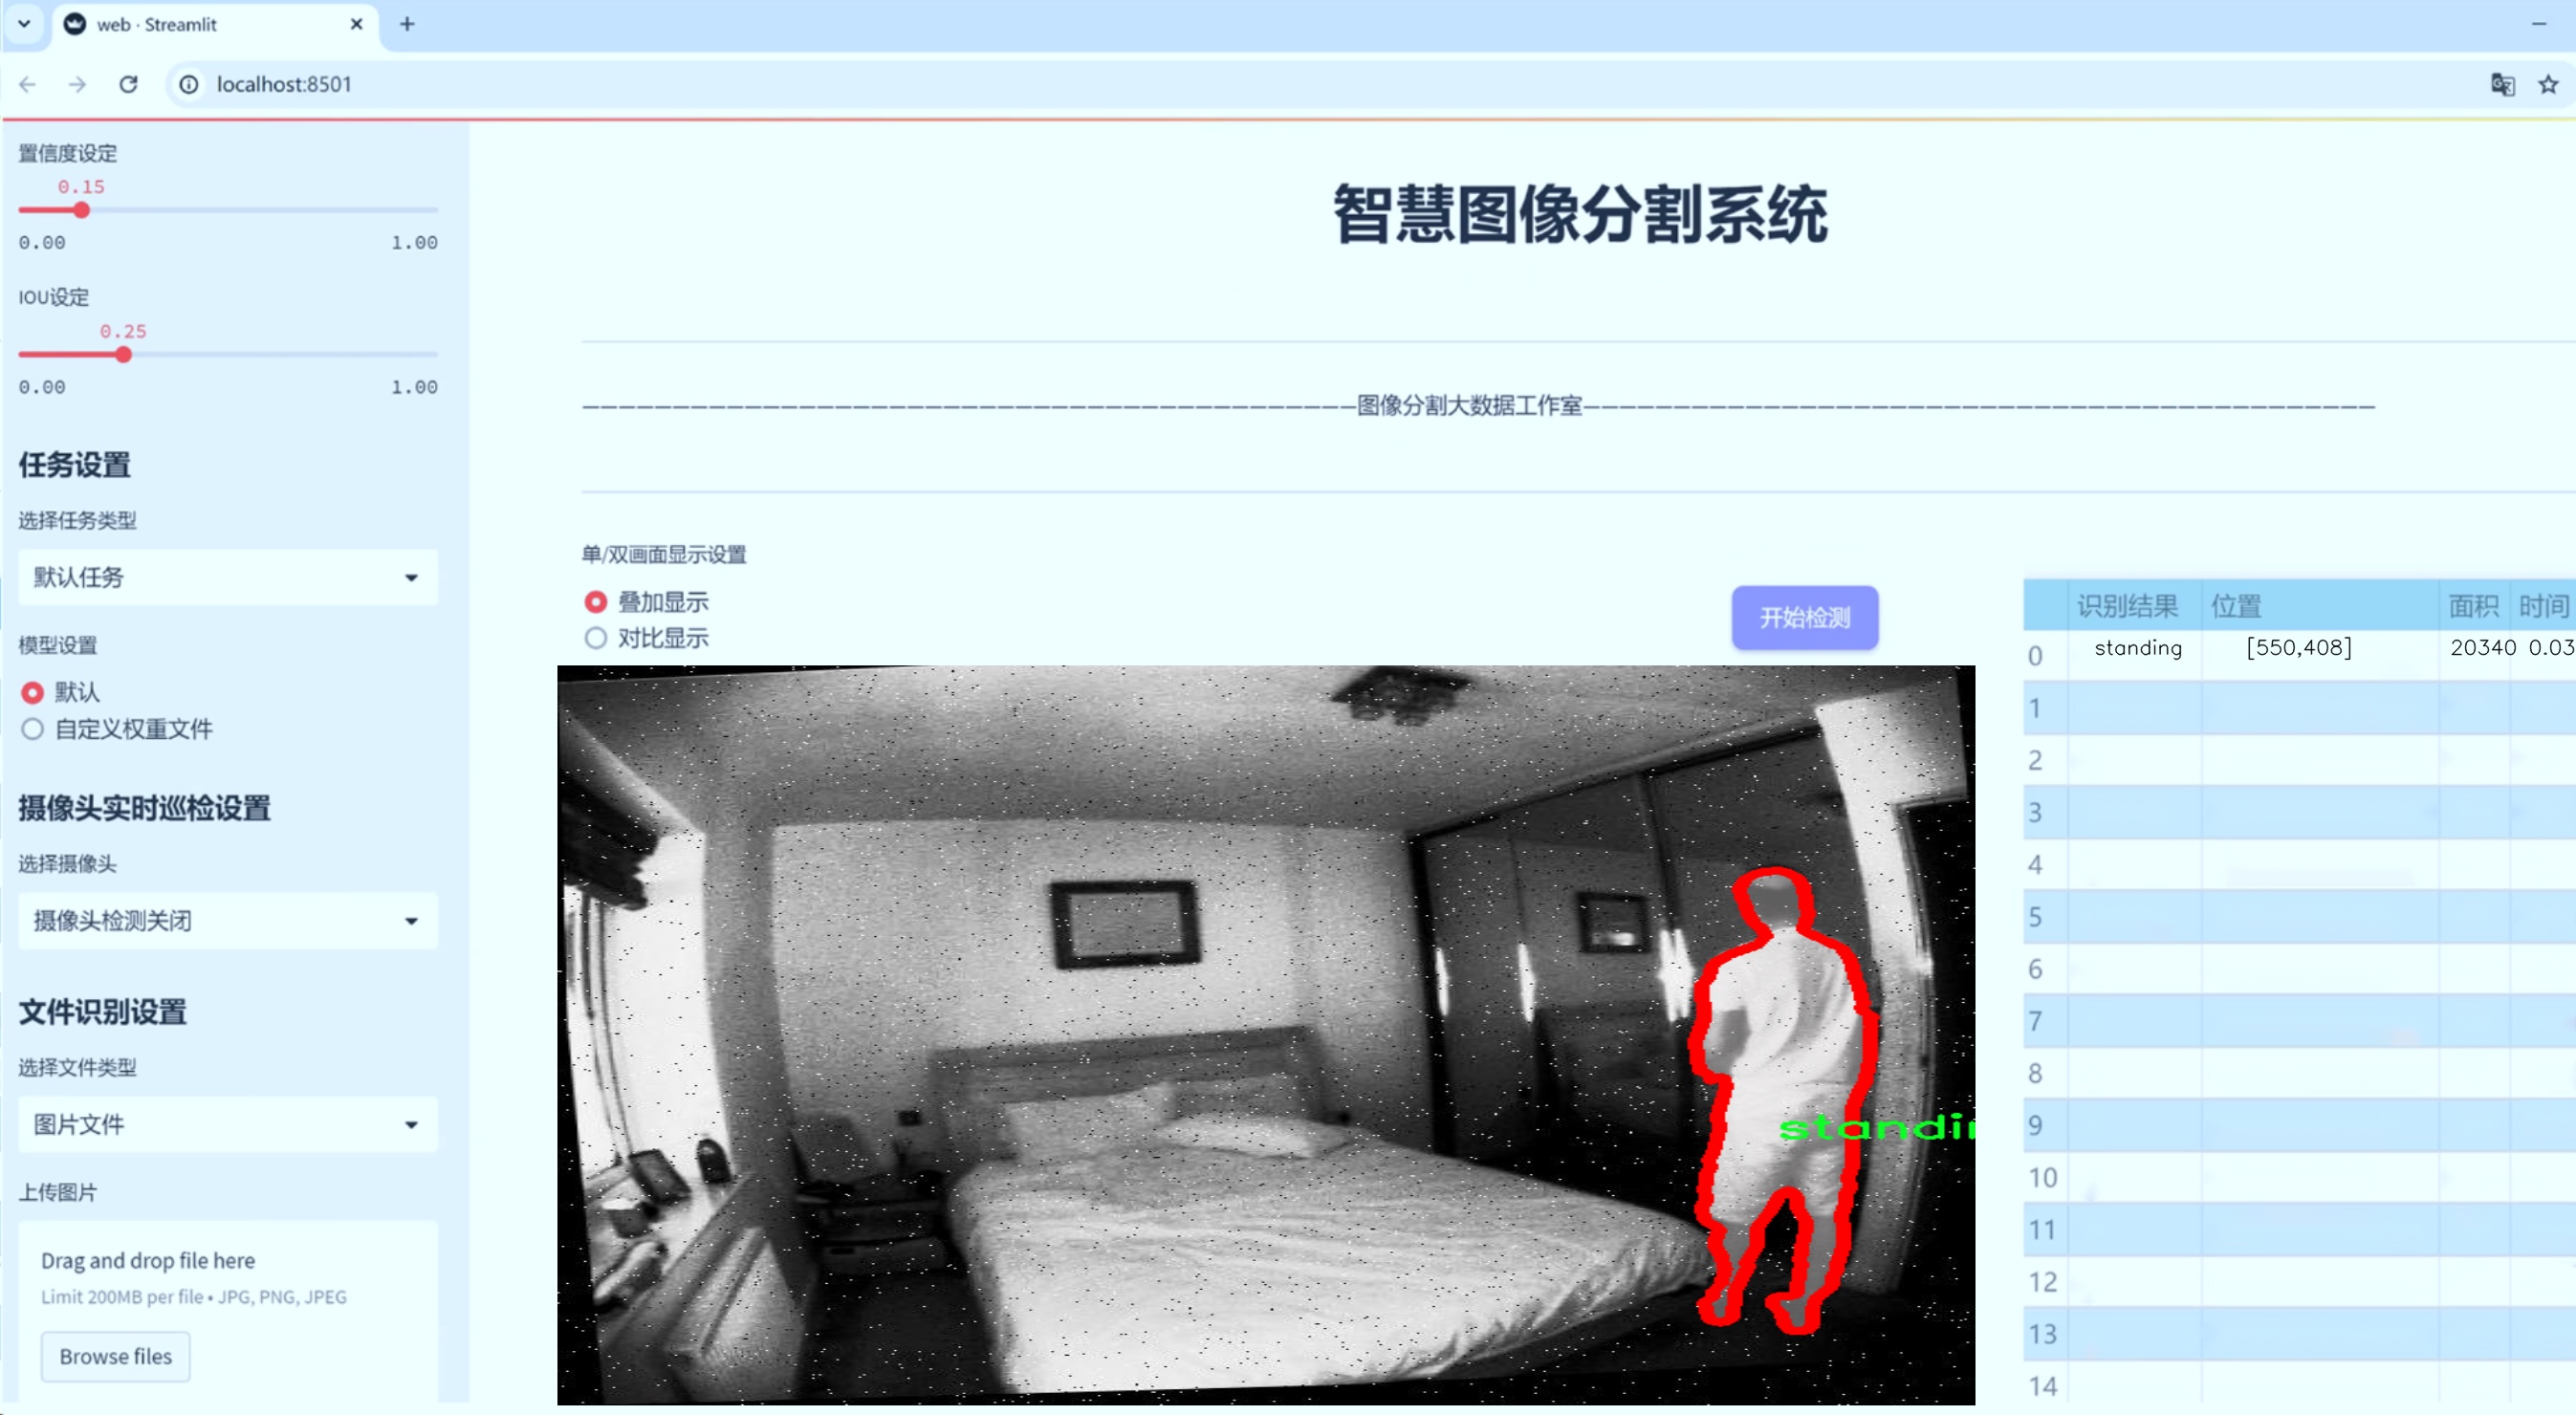 web · Streamlit
localhost:8501
置信度设定
0.15
0.00 1.00
IOU设定
0.25
0.00 1.00
任务设置
选择任务类型
默认任务
模型设置
默认
自定义权重文件
摄像头实时巡检设置
选择摄像头
摄像头检测关闭
文件识别设置
选择文件类型
图片文件
上传图片
Drag and drop file here
Limit 200MB per file • JPG, PNG, JPEG
Browse files
智慧图像分割系统
———————————————————————————————————————————图像分割大数据工作室————————————————————————————————————————————
单/双画面显示设置
叠加显示
对比显示
开始检测
standin
识别结果 位置 面积 时间
0 standing [550,408] 20340 0.03
1
2
3
4
5
6
7
8
9
10
11
12
13
14